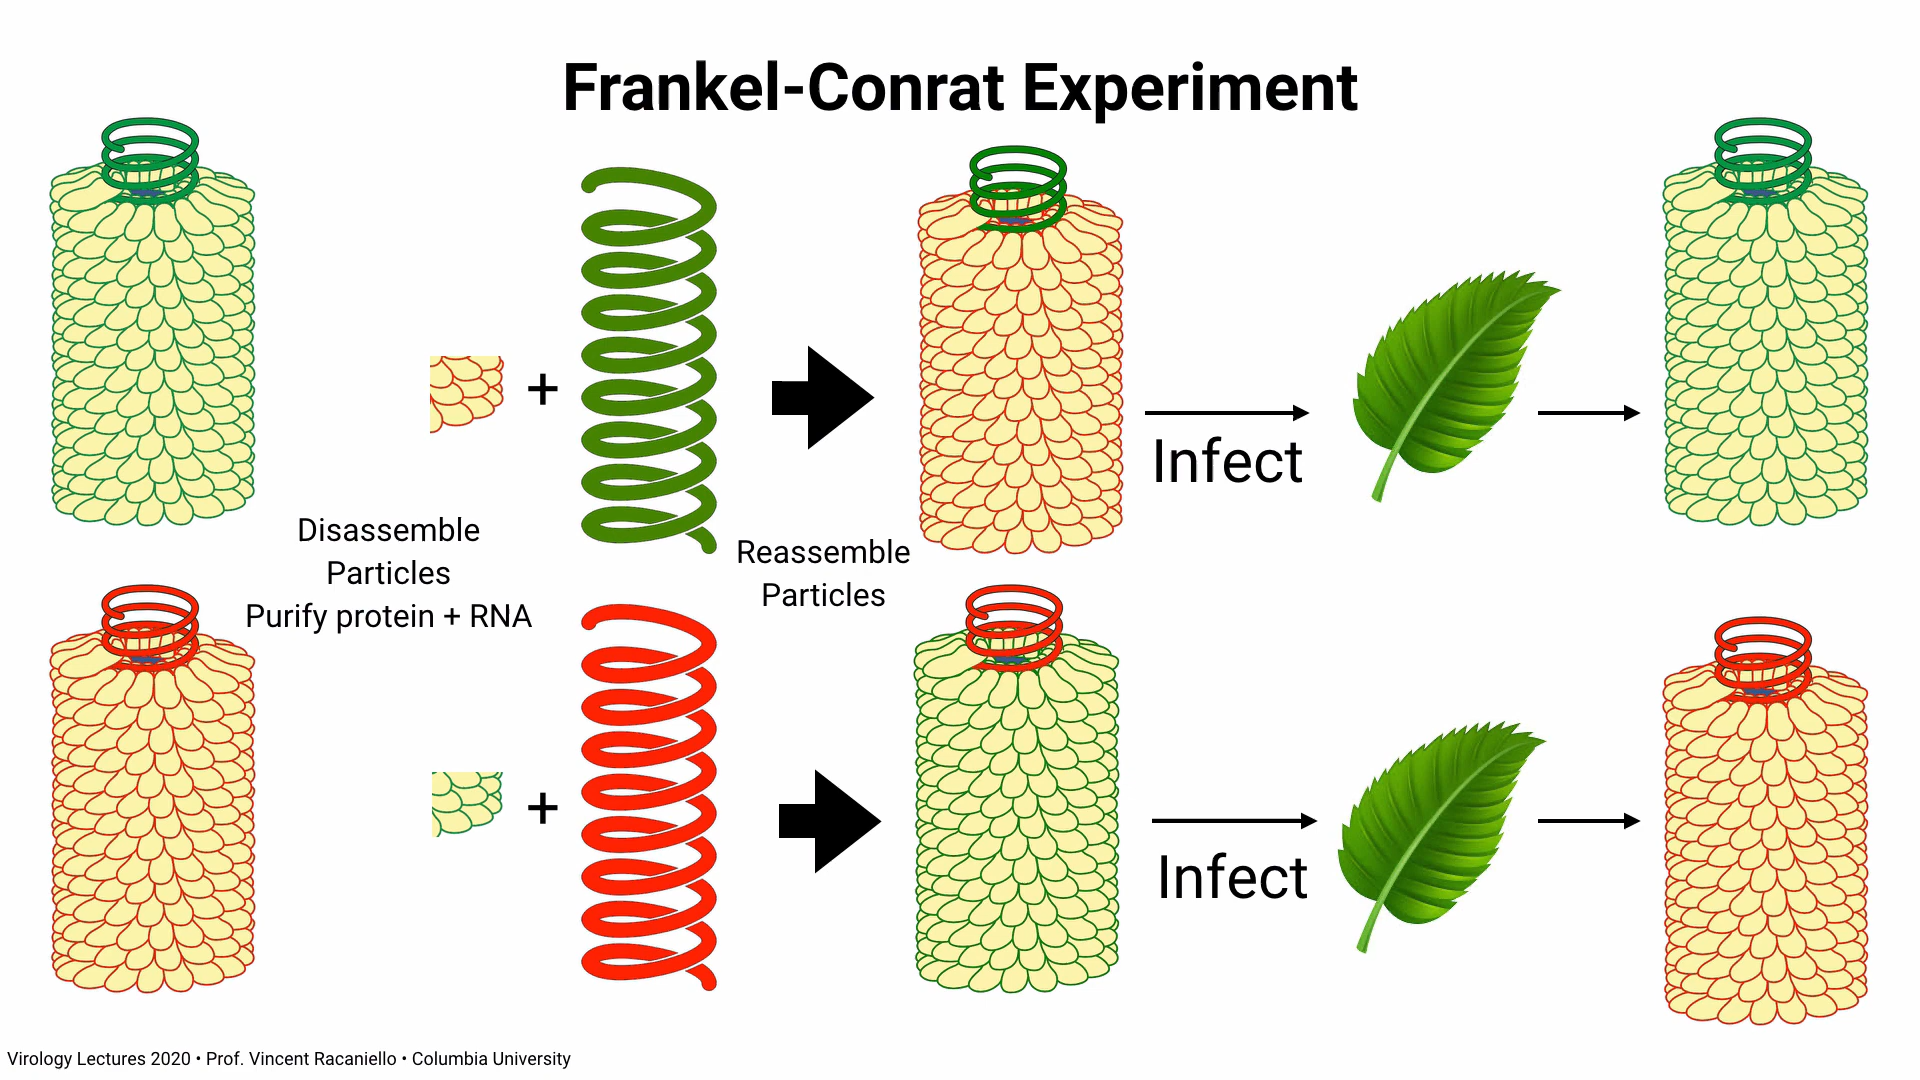 Frankel-Conrat Experiment
+
Infect
Disassemble
Particles
Purify protein + RNA
Reassemble
Particles
+
Infect
Virology Lectures 2020 • Prof. Vincent Racaniello • Columbia University